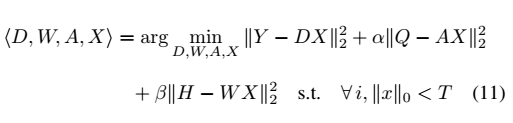 ⟨D, W, A, X⟩ = arg min_{D,W,A,X} ‖Y − DX‖₂² + α‖Q − AX‖₂²
+ β‖H − WX‖₂² s.t. ∀ i, ‖x‖₀ < T (11)